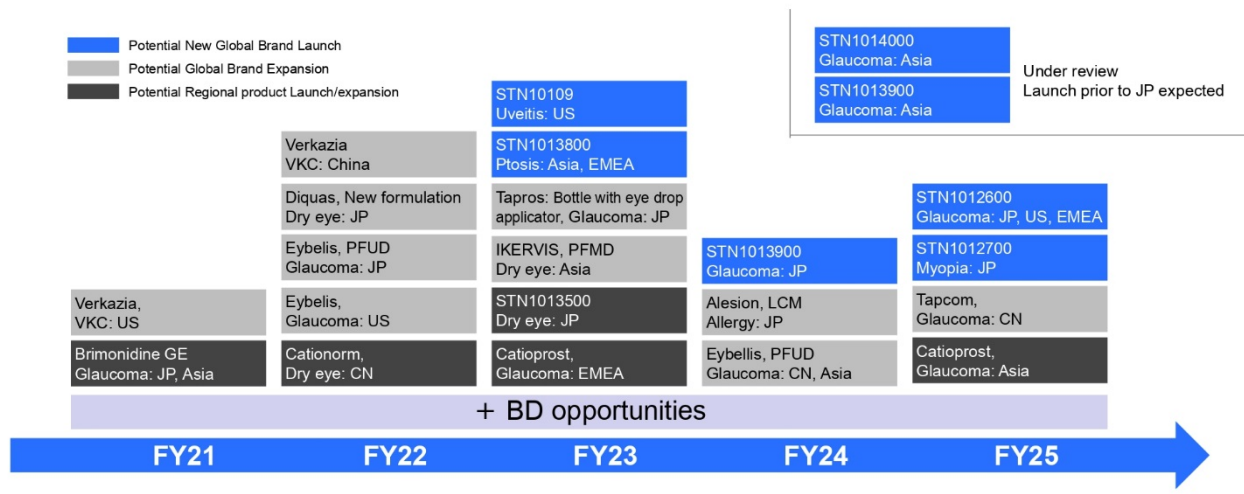 Potential New Global Brand Launch
Potential Global Brand Expansion
Potential Regional product Launch/expansion
STN1014000
Glaucoma: Asia
STN1013900
Glaucoma: Asia
Under review
Launch prior to JP expected
Verkazia,
VKC: US
Brimonidine GE
Glaucoma: JP, Asia
Verkazia
VKC: China
Diquas, New formulation
Dry eye: JP
Eybelis, PFUD
Glaucoma: JP
Eybelis,
Glaucoma: US
Cationorm,
Dry eye: CN
STN10109
Uveitis: US
STN1013800
Ptosis: Asia, EMEA
Tapros: Bottle with eye drop
applicator, Glaucoma: JP
IKERVIS, PFMD
Dry eye: Asia
STN1013500
Dry eye: JP
Catioprost,
Glaucoma: EMEA
STN1013900
Glaucoma: JP
Alesion, LCM
Allergy: JP
Eybellis, PFUD
Glaucoma: CN, Asia
STN1012600
Glaucoma: JP, US, EMEA
STN1012700
Myopia: JP
Tapcom,
Glaucoma: CN
Catioprost,
Glaucoma: Asia
+ BD opportunities
FY21 FY22 FY23 FY24 FY25